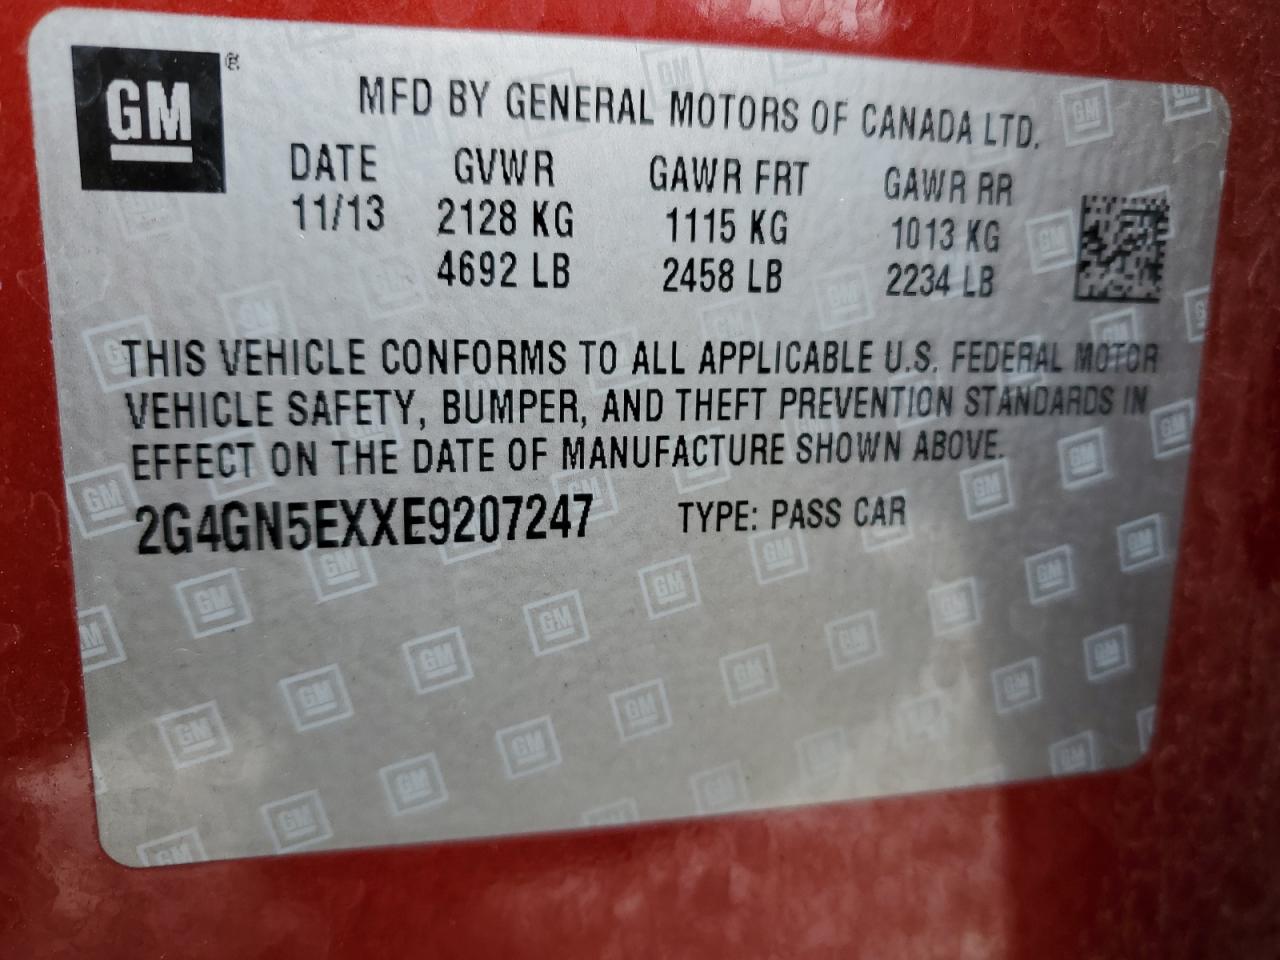 GM ®
MFD BY GENERAL MOTORS OF CANADA LTD.
DATE GVWR GAWR FRT GAWR RR
11/13 2128 KG 1115 KG 1013 KG
4692 LB 2458 LB 2234 LB
THIS VEHICLE CONFORMS TO ALL APPLICABLE U.S. FEDERAL MOTOR
VEHICLE SAFETY, BUMPER, AND THEFT PREVENTION STANDARDS IN
EFFECT ON THE DATE OF MANUFACTURE SHOWN ABOVE.
2G4GN5EXXE9207247 TYPE: PASS CAR